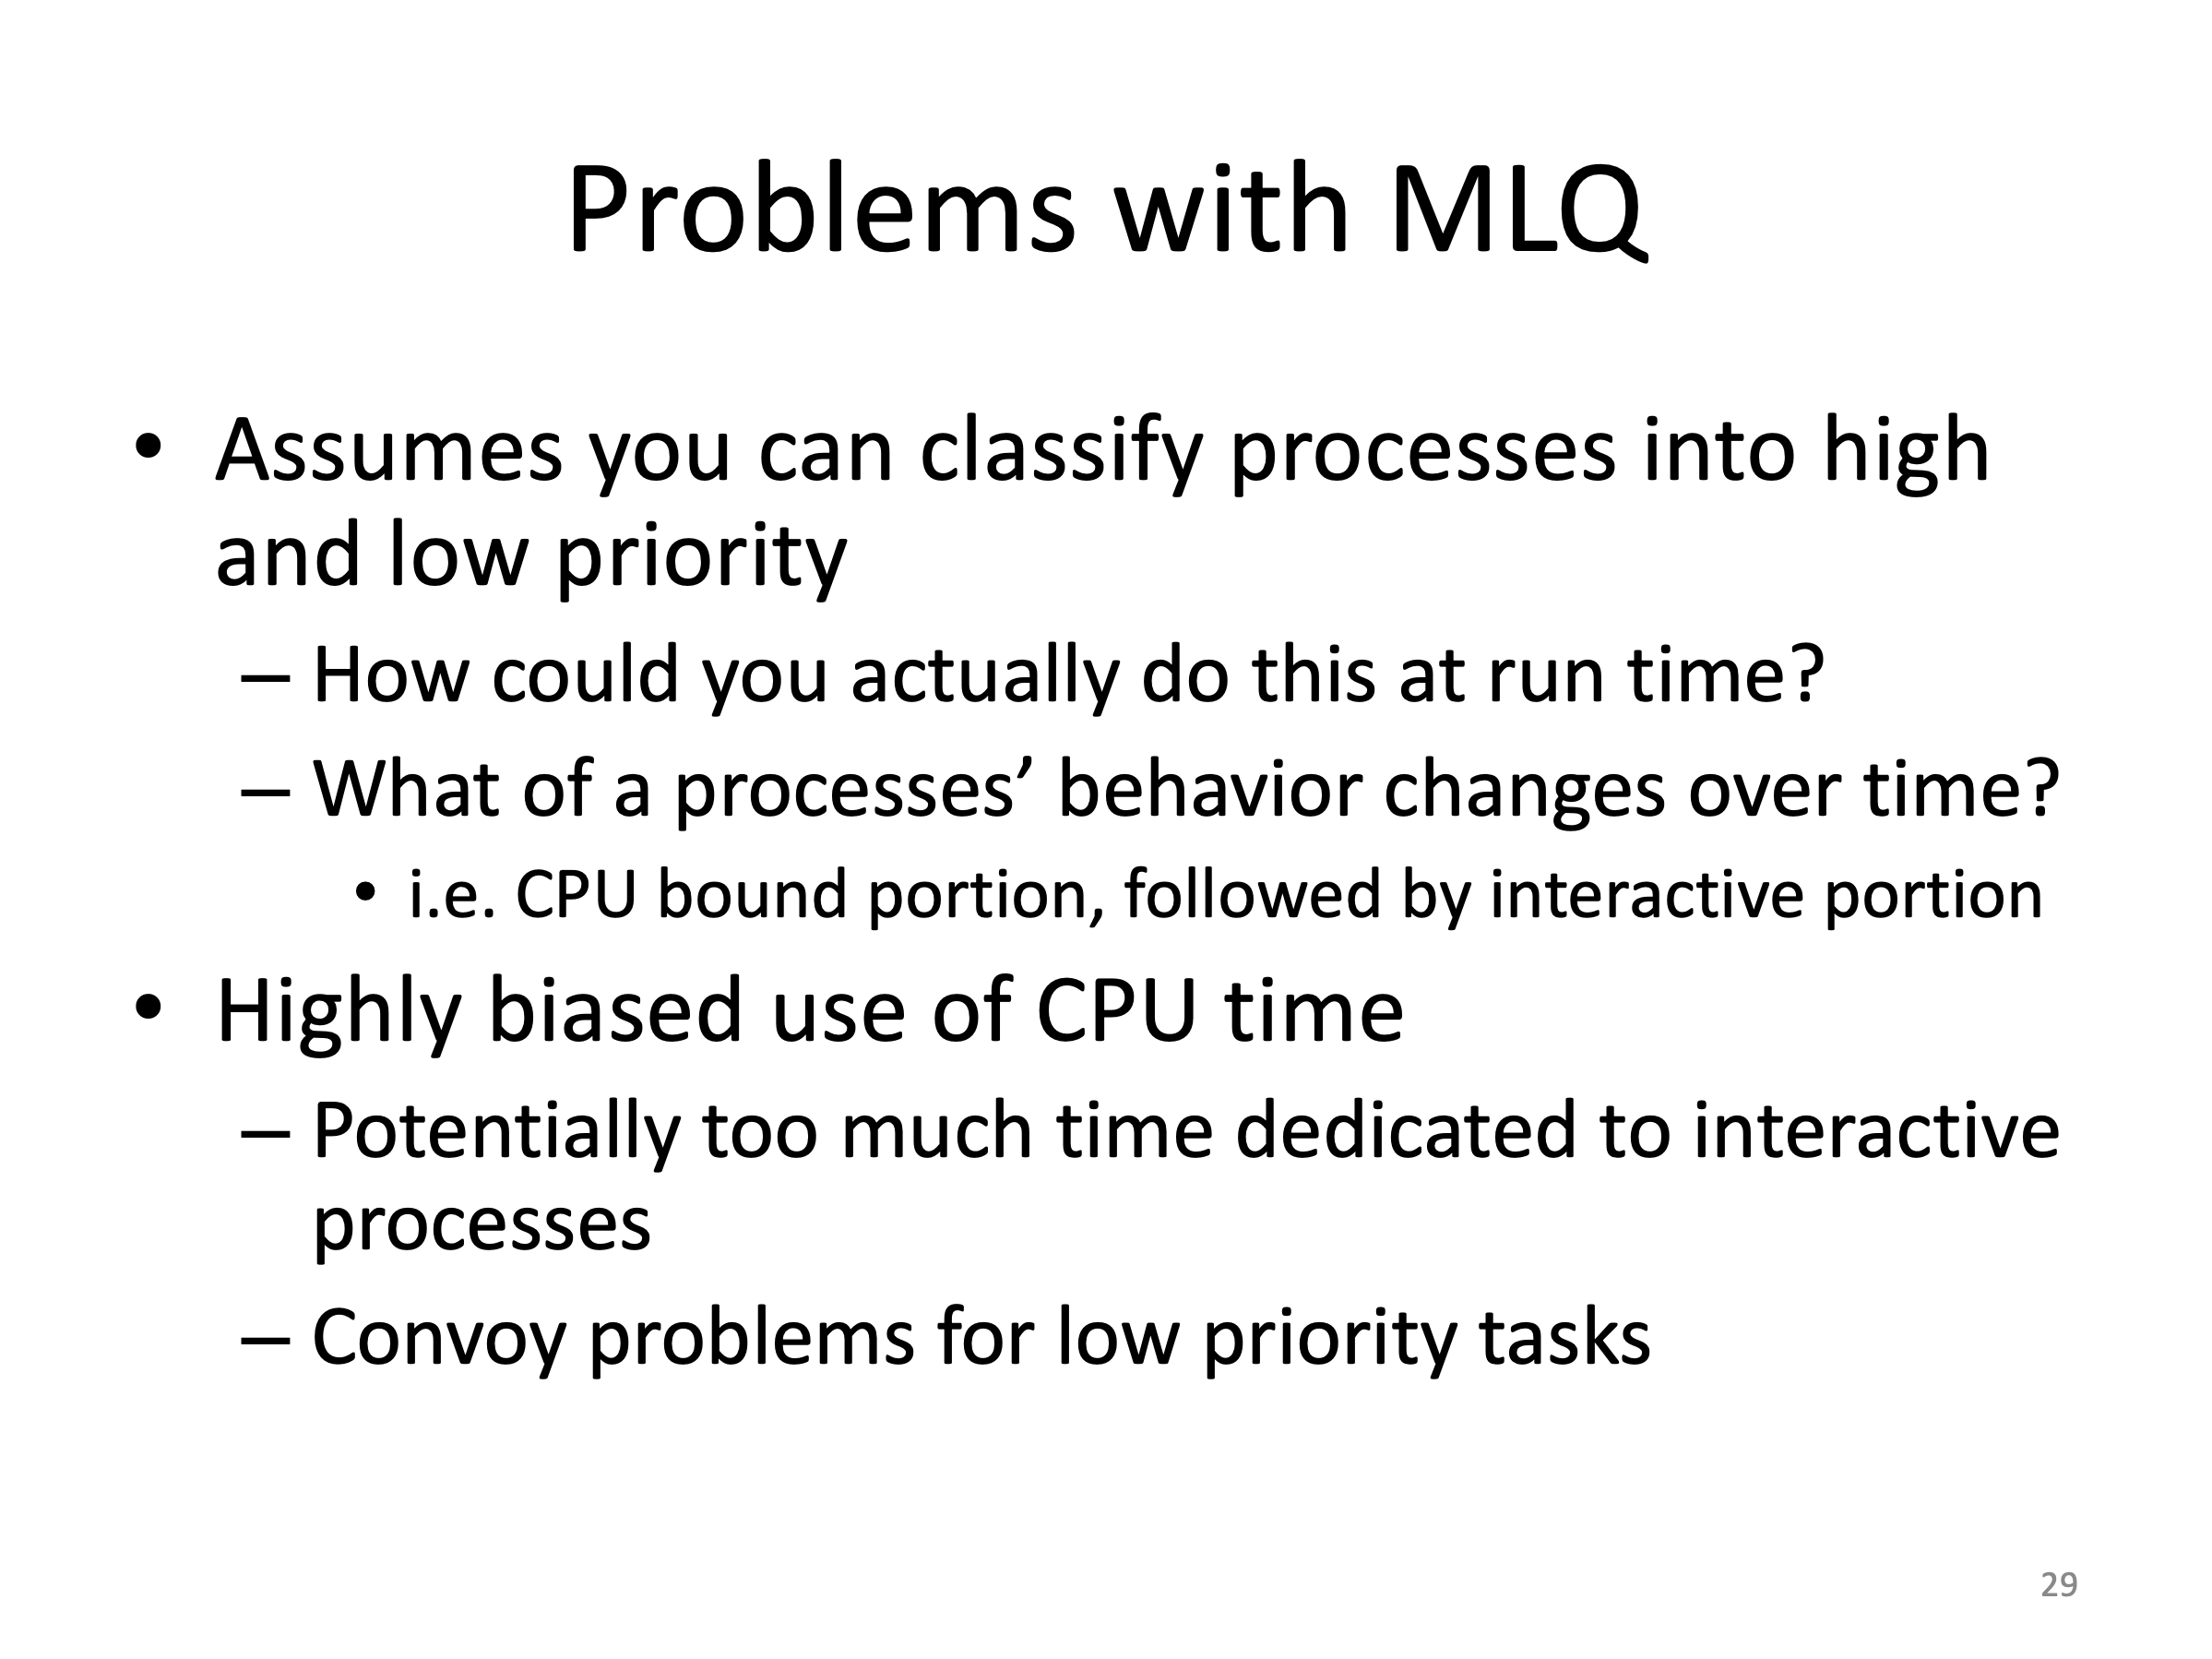 Problems with MLQ
• Assumes you can classify processes into high
and low priority
– How could you actually do this at run time?
– What of a processes’ behavior changes over time?
• i.e. CPU bound portion, followed by interactive portion
• Highly biased use of CPU time
– Potentially too much time dedicated to interactive
processes
– Convoy problems for low priority tasks
29